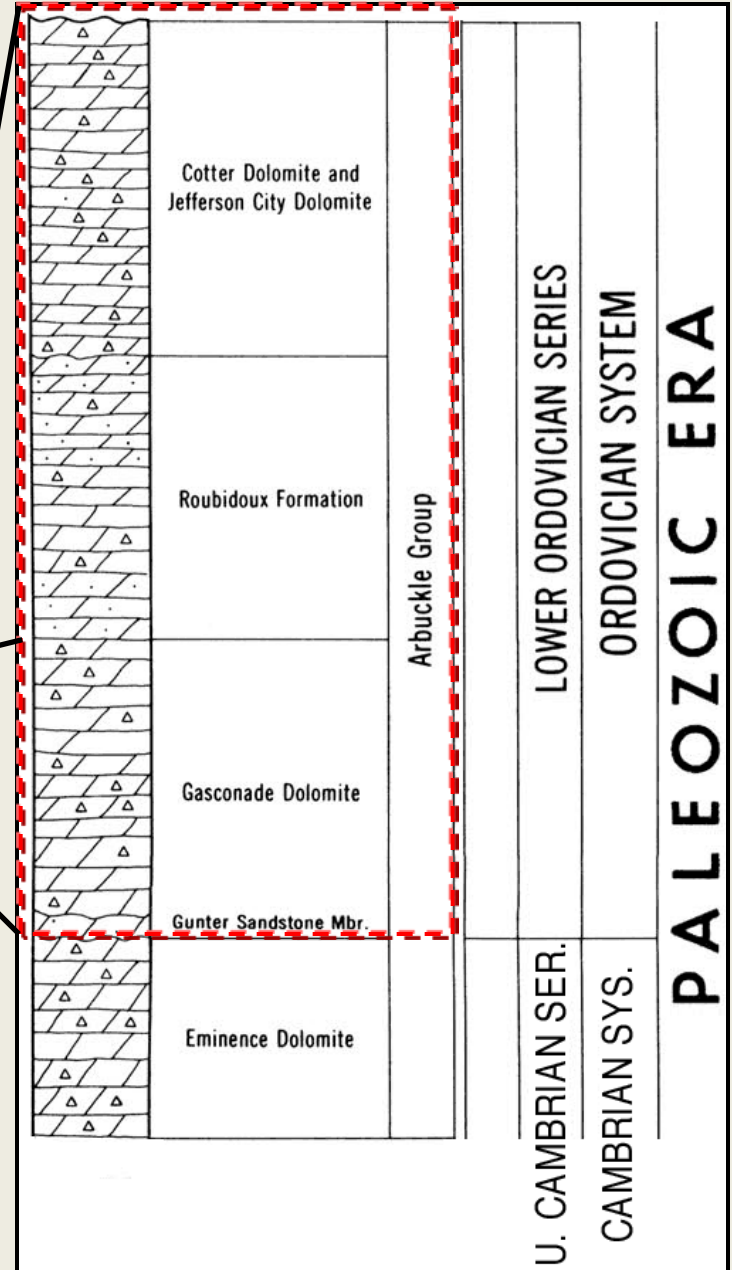 Cotter Dolomite and
Jefferson City Dolomite
Roubidoux Formation
Gasconade Dolomite
Gunter Sandstone Mbr.
Eminence Dolomite
Arbuckle Group
LOWER ORDOVICIAN SERIES
U. CAMBRIAN SER.
ORDOVICIAN SYSTEM
CAMBRIAN SYS.
PALEOZOIC ERA